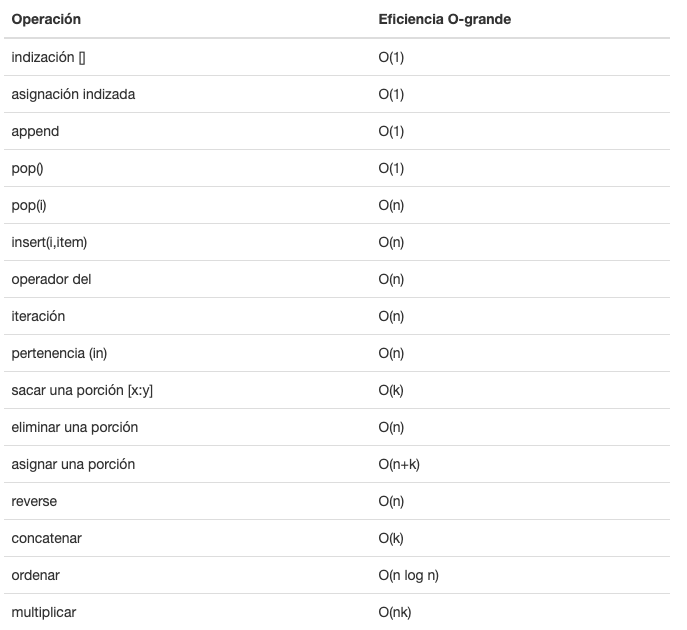 Operación Eficiencia O-grande
indización [] O(1)
asignación indizada O(1)
append O(1)
pop() O(1)
pop(i) O(n)
insert(i,item) O(n)
operador del O(n)
iteración O(n)
pertenencia (in) O(n)
sacar una porción [x:y] O(k)
eliminar una porción O(n)
asignar una porción O(n+k)
reverse O(n)
concatenar O(k)
ordenar O(n log n)
multiplicar O(nk)